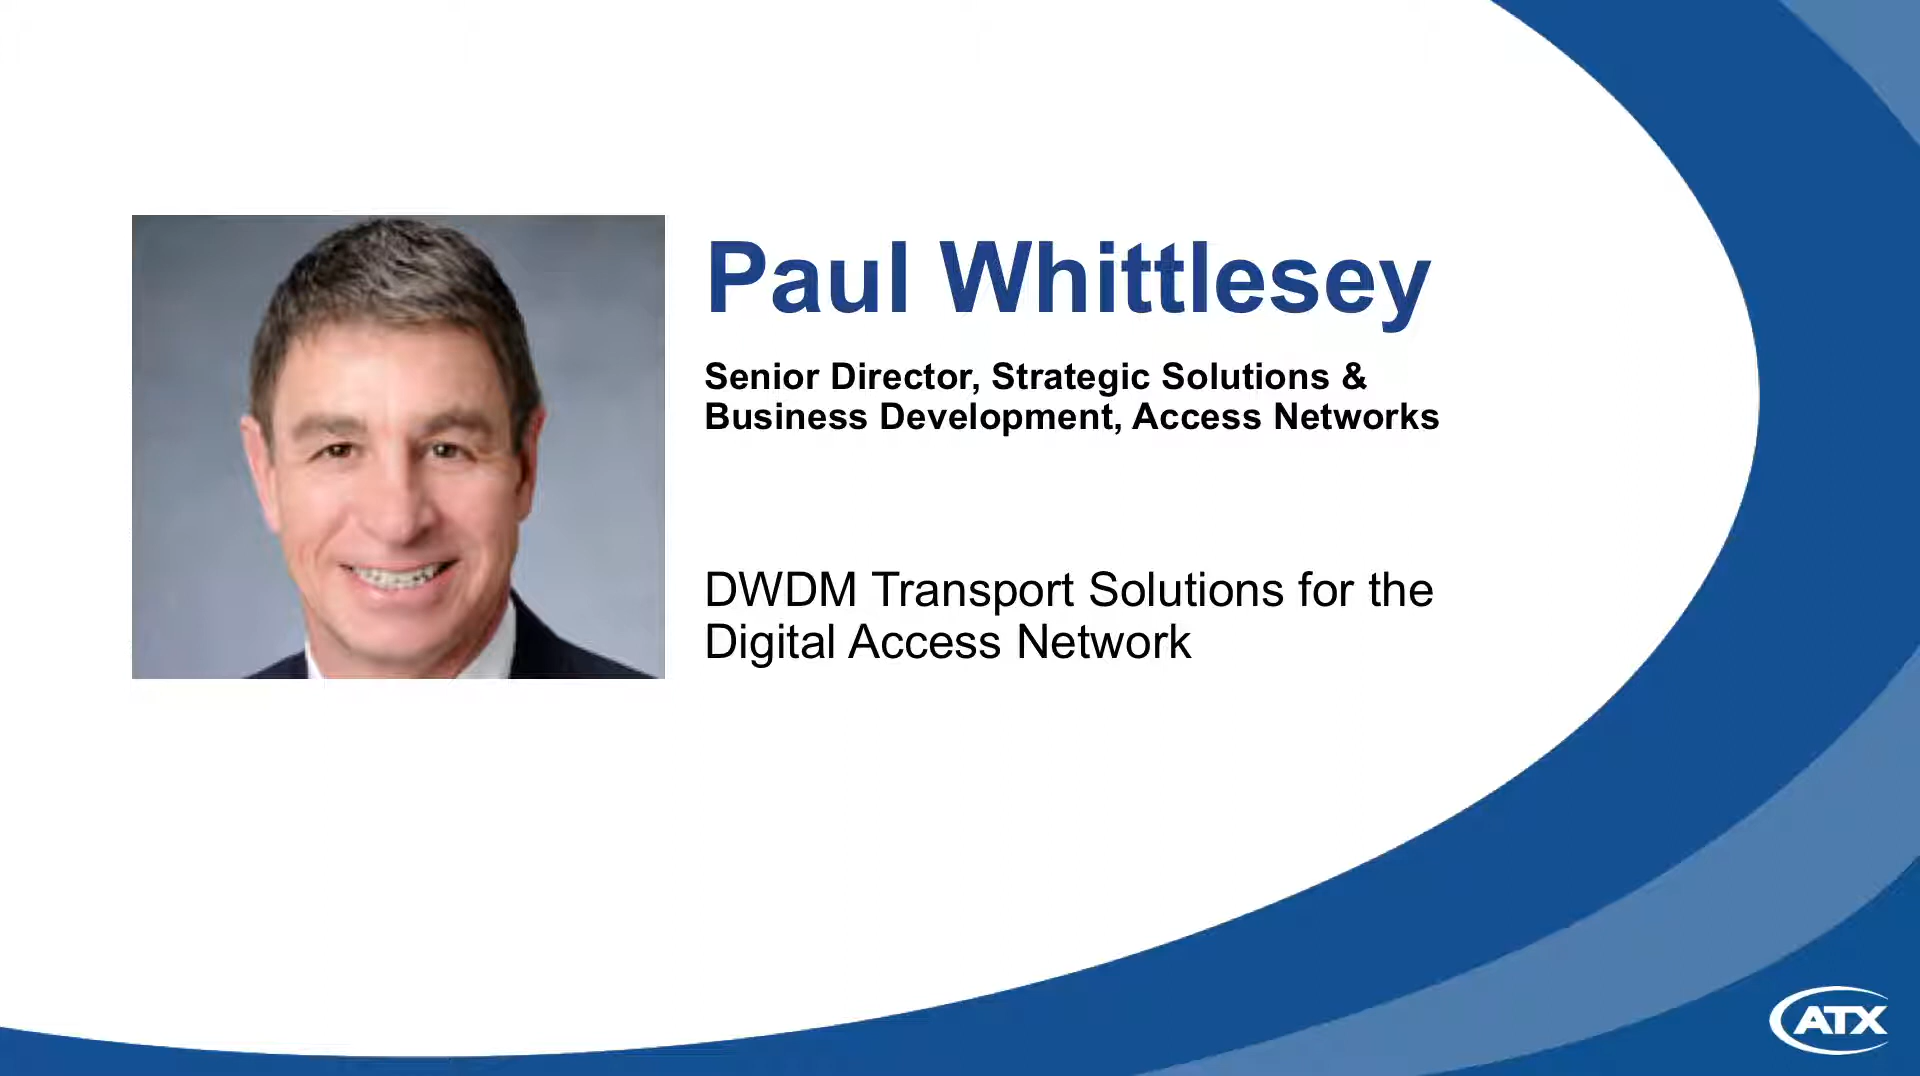 Paul Whittlesey
Senior Director, Strategic Solutions &
Business Development, Access Networks
DWDM Transport Solutions for the
Digital Access Network
ATX